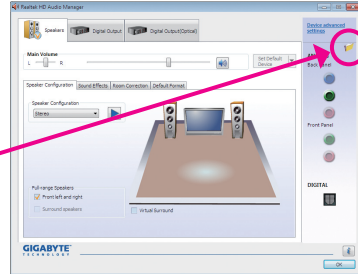 Realtek HD Audio Manager
Speakers
Digital Output
Digital Output(Optical)
Device advanced
settings
Main Volume
L
R
Set Default
Device
Back Panel
Speaker Configuration
Sound Effects
Room Correction
Default Format
Speaker Configuration
Stereo
Front Panel
Full-range Speakers
Front left and right
Surround speakers
Virtual Surround
DIGITAL
GIGABYTE
TECHNOLOGY
OK